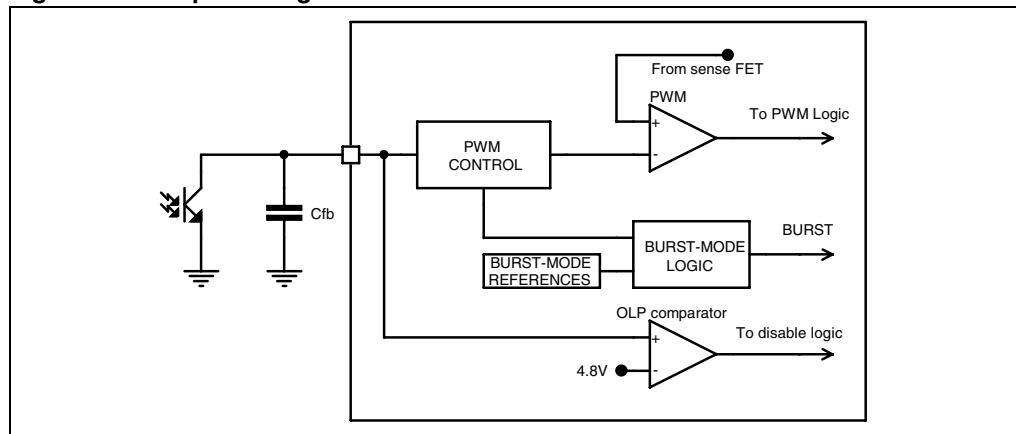 From sense FET
PWM
To PWM Logic
+
-
PWM
CONTROL
Cfb
BURST
BURST-MODE
LOGIC
BURST-MODE
REFERENCES
OLP comparator
To disable logic
+
4.8V
-